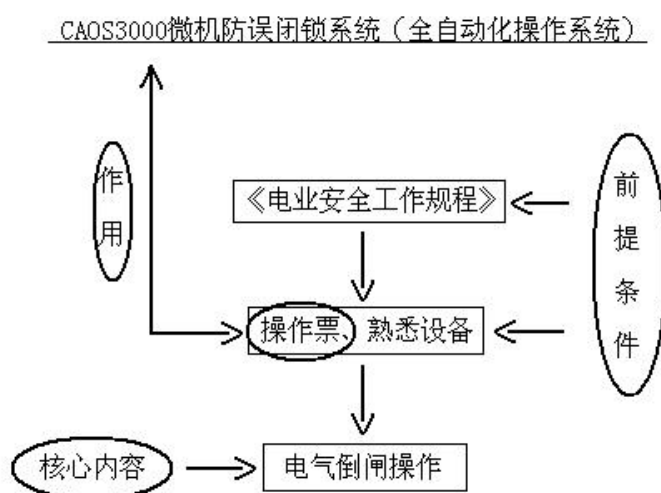 CAOS3000微机防误闭锁系统（全自动化操作系统）
作用
《电业安全工作规程》
前提条件
操作票、熟悉设备
核心内容
电气倒闸操作